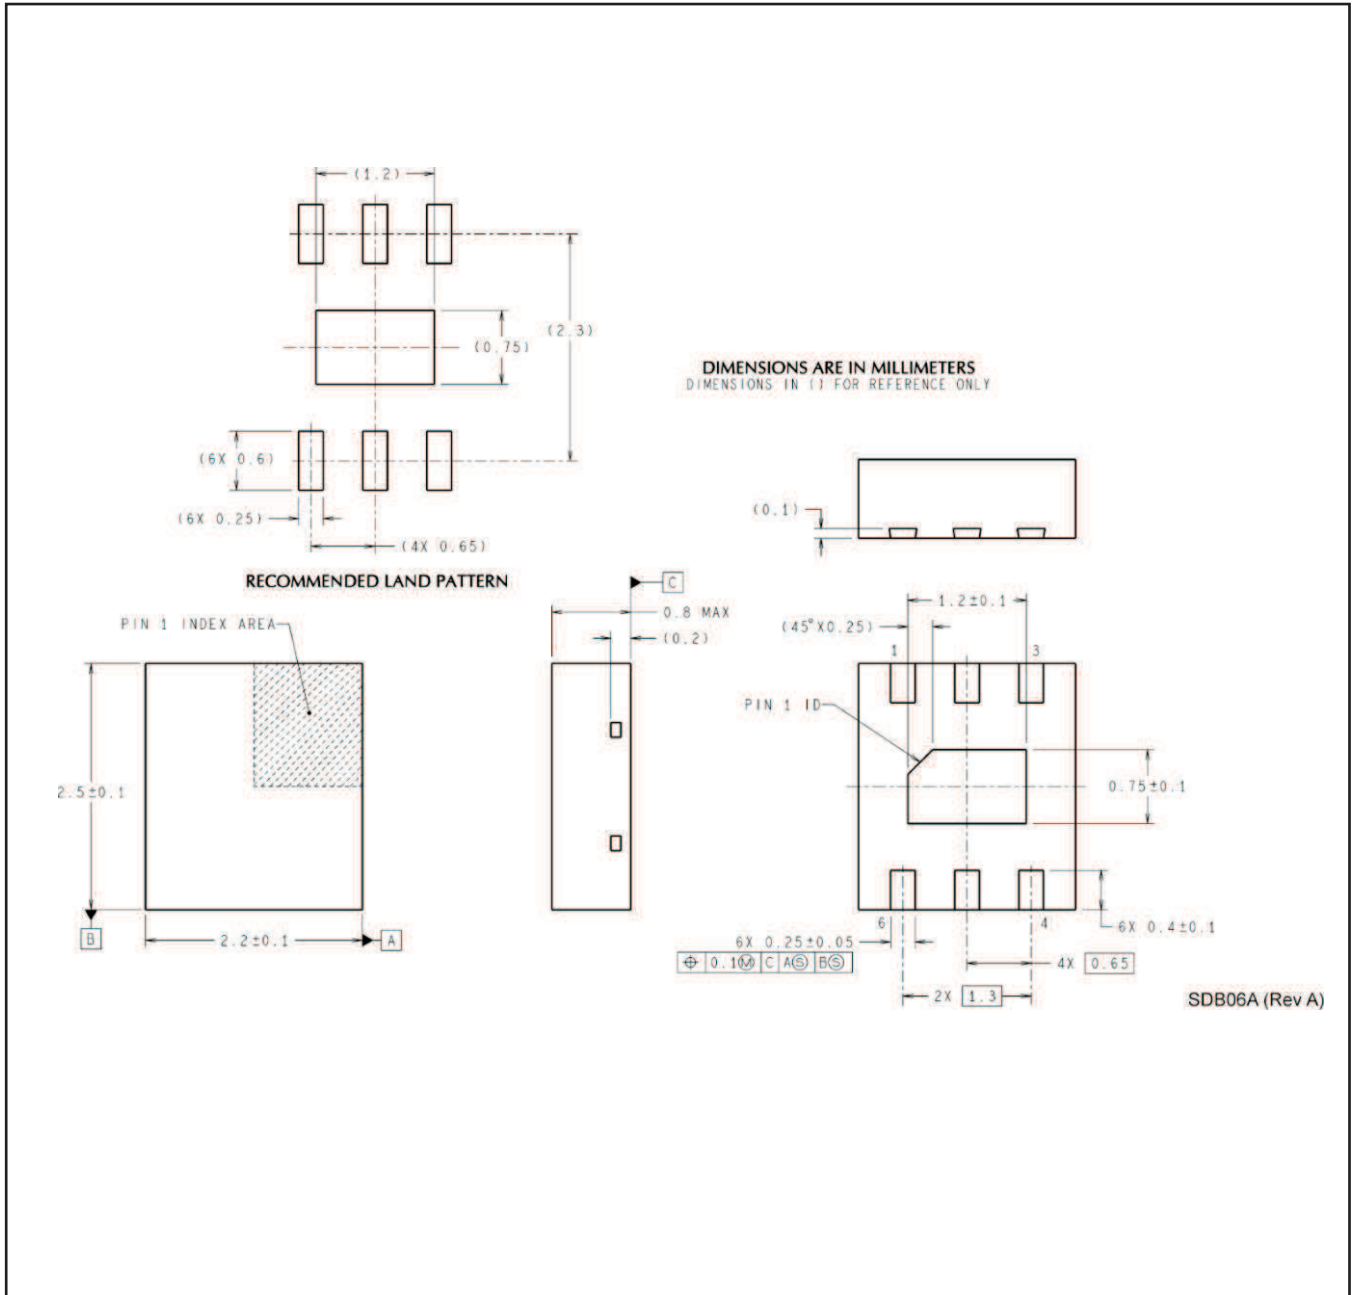 (1.2)
(2.3)
(0.75)
DIMENSIONS ARE IN MILLIMETERS
DIMENSIONS IN () FOR REFERENCE ONLY
(6X 0.6)
(6X 0.25)
(4X 0.65)
(0.1)
RECOMMENDED LAND PATTERN
C
0.8 MAX
(0.2)
PIN 1 INDEX AREA
2.5±0.1
B
2.2±0.1
A
1.2±0.1
(45°X0.25)
1
3
PIN 1 ID
0.75±0.1
6
4
6X 0.4±0.1
6X 0.25±0.05
⌖ 0.1Ⓜ C AⓈ BⓈ
4X 0.65
2X 1.3
SDB06A (Rev A)